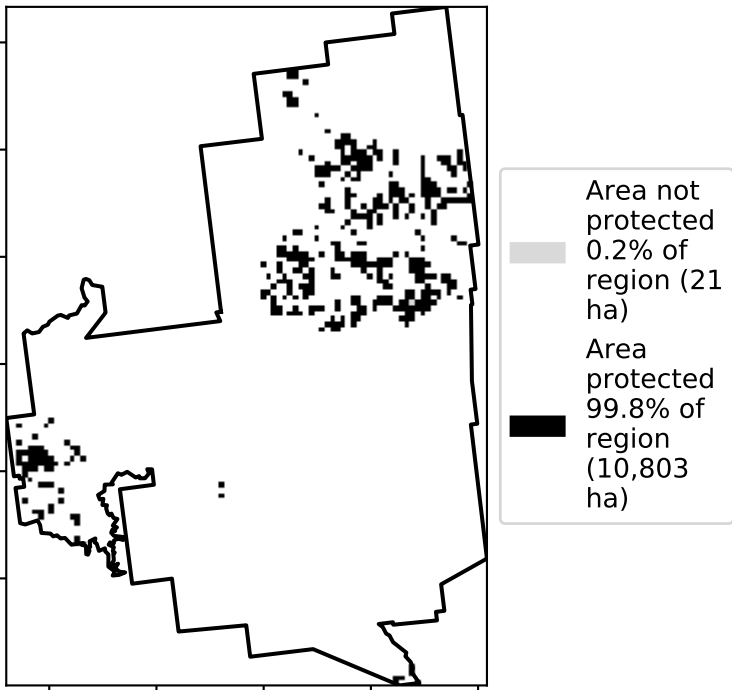 Area not
protected
0.2% of
region (21
ha)
Area
protected
99.8% of
region
(10,803
ha)